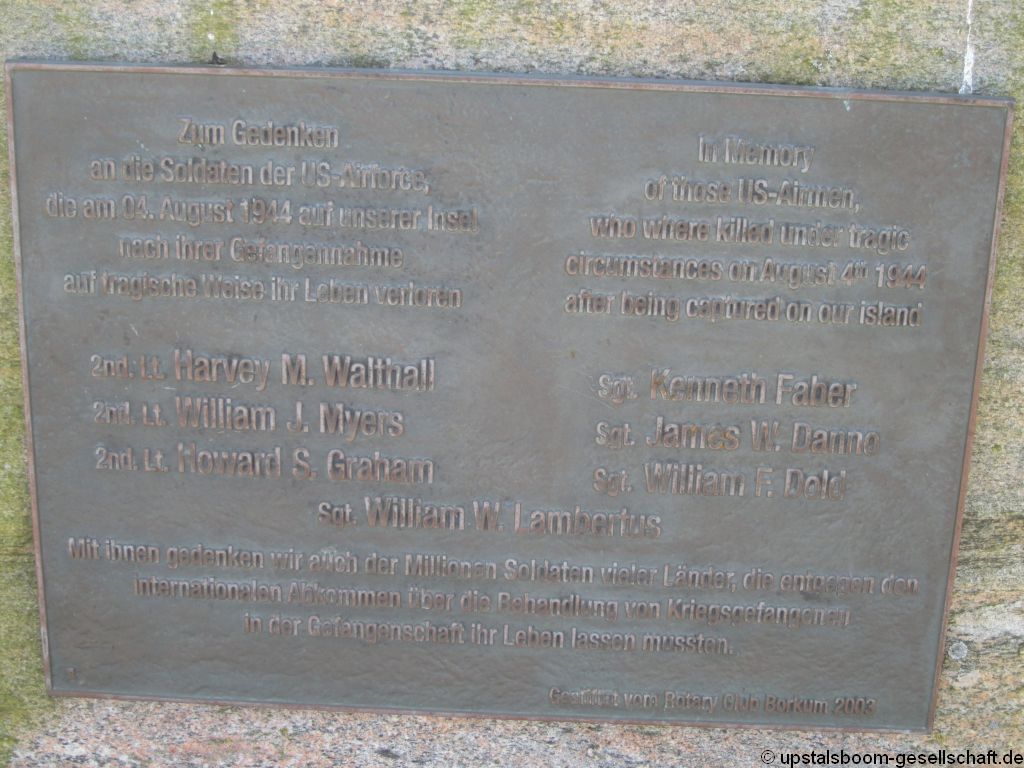 Zum Gedenken
an die Soldaten der US-Airforce,
die am 04. August 1944 auf unserer Insel
nach ihrer Gefangennahme
auf tragische Weise ihr Leben verloren
In Memory
of those US-Airmen,
who where killed under tragic
circumstances on August 4th 1944
after being captured on our island
2nd. Lt. Harvey M. Walthall
2nd. Lt. William J. Myers
2nd. Lt. Howard S. Graham
Sgt. Kenneth Faber
Sgt. James W. Danno
Sgt. William F. Dold
Sgt. William W. Lambertus
Mit ihnen gedenken wir auch der Millionen Soldaten vieler Länder, die entgegen den
internationalen Abkommen über die Behandlung von Kriegsgefangenen
in der Gefangenschaft ihr Leben lassen mussten.
Gestiftet vom Rotary Club Borkum 2003
© upstalsboom-gesellschaft.de